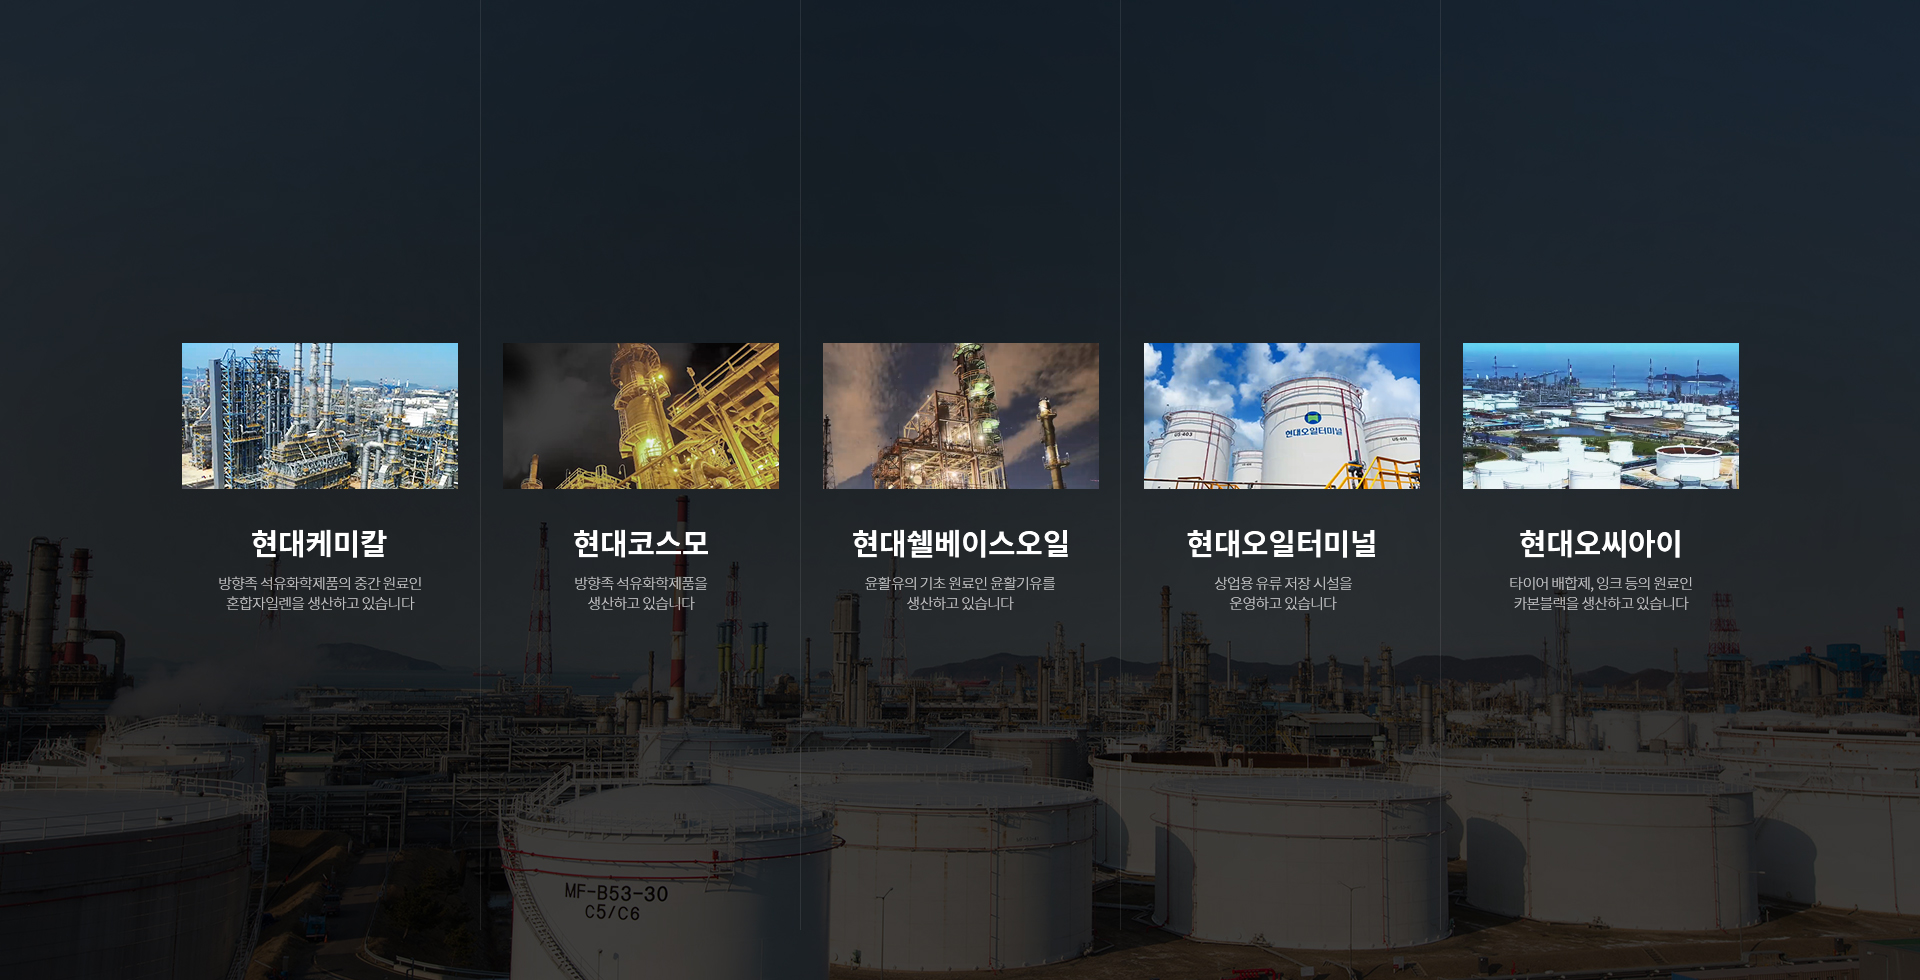 현대오일터미널
현대케미칼
방향족 석유화학제품의 중간 원료인
혼합자일렌을 생산하고 있습니다
현대코스모
방향족 석유화학제품을
생산하고 있습니다
현대쉘베이스오일
윤활유의 기초 원료인 윤활기유를
생산하고 있습니다
현대오일터미널
상업용 유류 저장 시설을
운영하고 있습니다
현대오씨아이
타이어 배합제, 잉크 등의 원료인
카본블랙을 생산하고 있습니다
MF-B53-30
C5/C6